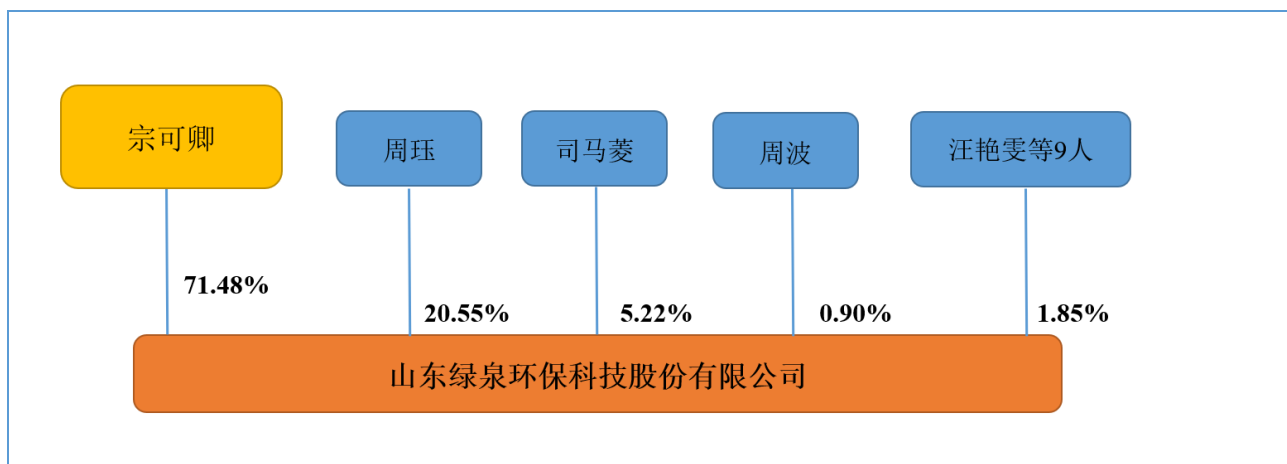 宗可卿
周珏
司马菱
周波
汪艳雯等9人
71.48%
20.55%
5.22%
0.90%
1.85%
山东绿泉环保科技股份有限公司